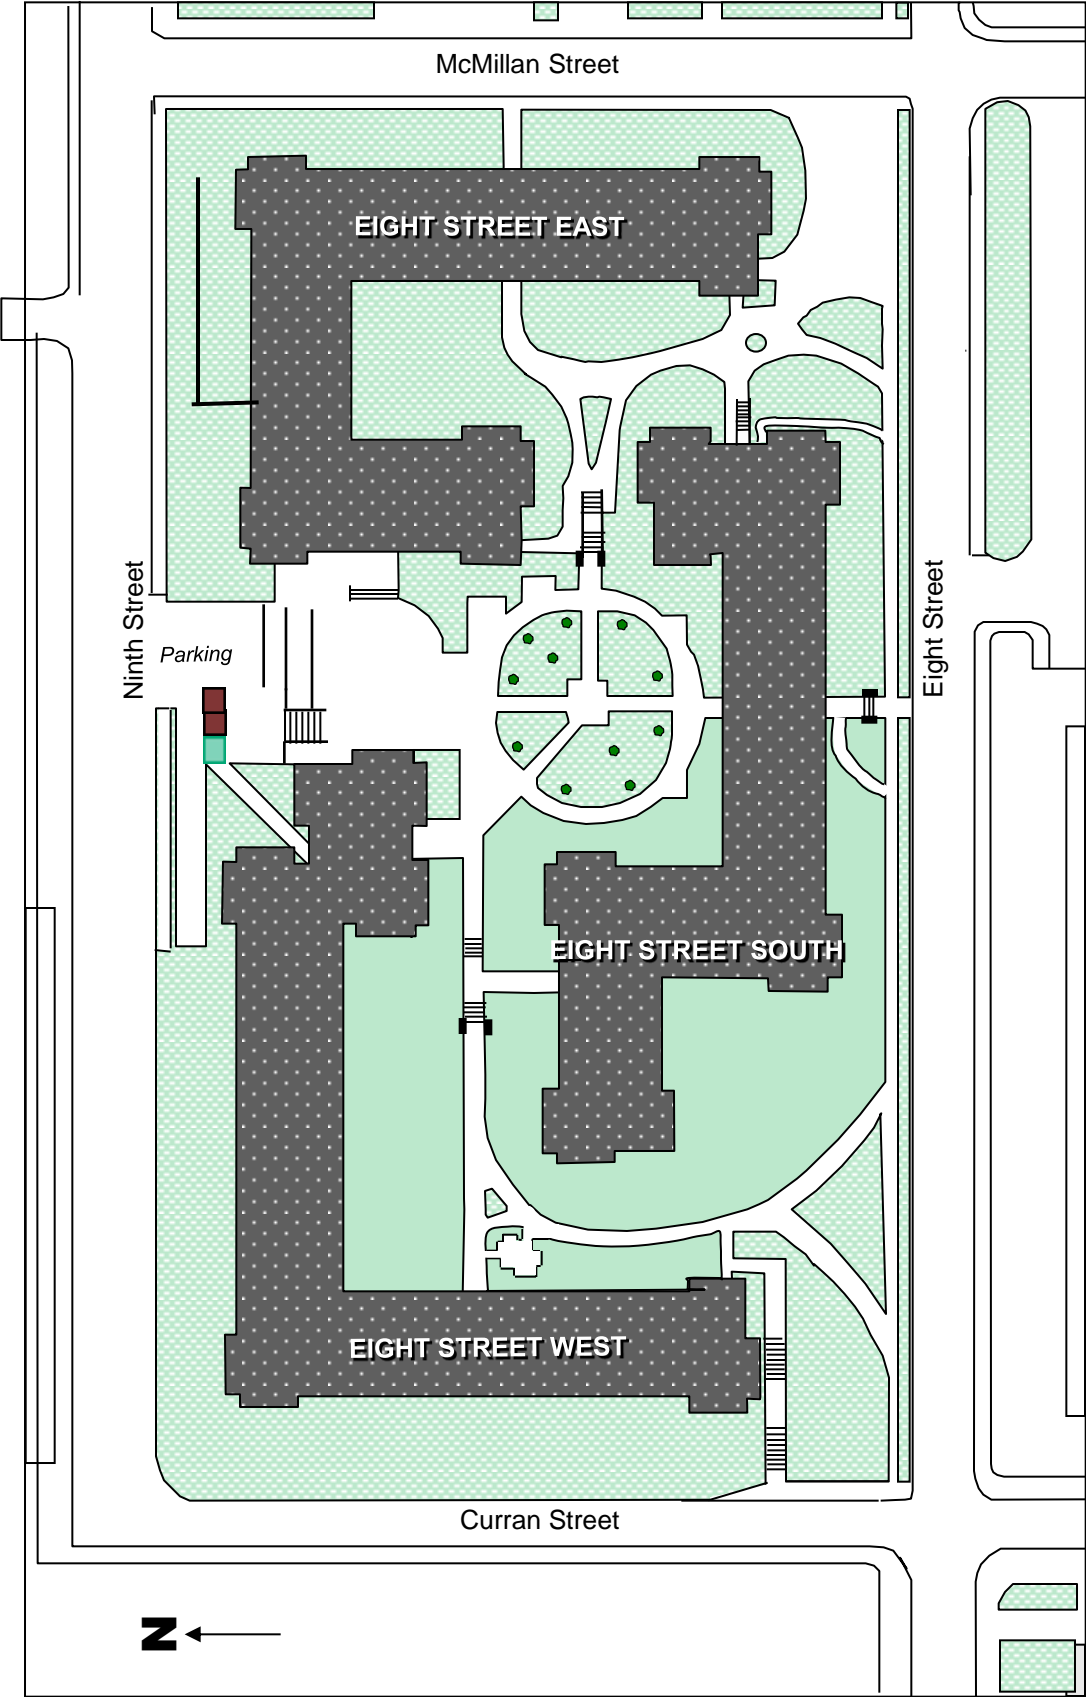 McMillan Street
EIGHT STREET EAST
Ninth Street
Parking
Eight Street
EIGHT STREET SOUTH
EIGHT STREET WEST
Curran Street
N